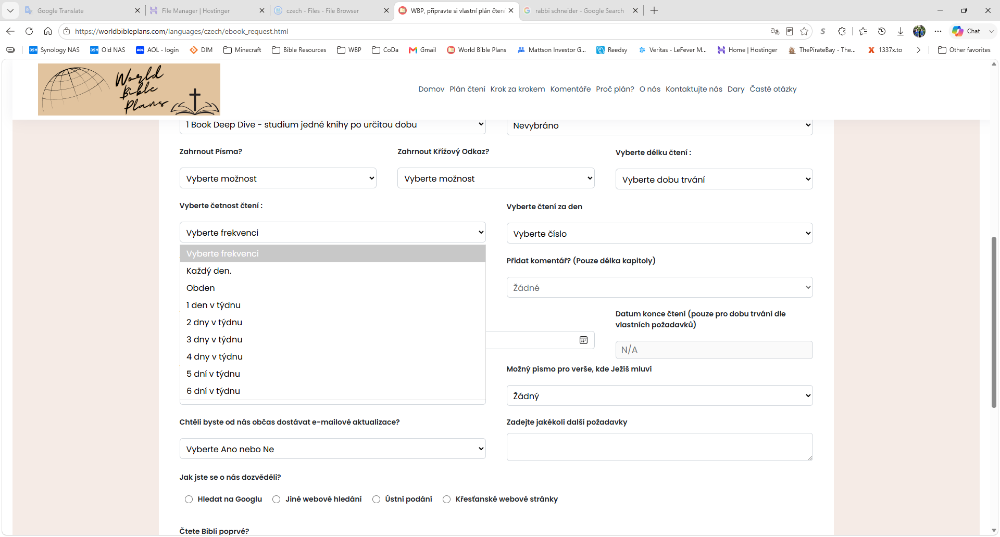 Google Translate
File Manager | Hostinger
czech - Files - File Browser
WBP, připravte si vlastní plán čtení
rabbi schneider - Google Search
https://worldbibleplans.com/languages/czech/ebook_request.html
Chat
Synology NAS
Old NAS
AOL - login
DIM
Minecraft
Bible Resources
WBP
CoDa
Gmail
World Bible Plans
Mattson Investor G...
Reedsy
Veritas - LeFever M...
Home | Hostinger
ThePirateBay - The...
1337x.to
Other favorites
World
Bible
Plans
Domov Plán čtení Krok za krokem Komentáře Proč plán? O nás Kontaktujte nás Dary Časté otázky
1 Book Deep Dive - studium jedné knihy po určitou dobu
Nevybráno
Zahrnout Písma?
Zahrnout Křížový Odkaz?
Vyberte délku čtení :
Vyberte možnost
Vyberte možnost
Vyberte dobu trvání
Vyberte četnost čtení :
Vyberte čtení za den
Vyberte frekvenci
Vyberte číslo
Vyberte frekvenci
Každý den.
Obden
1 den v týdnu
2 dny v týdnu
3 dny v týdnu
4 dny v týdnu
5 dní v týdnu
6 dní v týdnu
Přidat komentář? (Pouze délka kapitoly)
Žádné
Datum konce čtení (pouze pro dobu trvání dle
vlastních požadavků)
N/A
Možný písmo pro verše, kde Ježíš mluví
Žádný
Chtěli byste od nás občas dostávat e-mailové aktualizace?
Zadejte jakékoli další požadavky
Vyberte Ano nebo Ne
Jak jste se o nás dozvěděli?
Hledat na Googlu
Jiné webové hledání
Ústní podání
Křesťanské webové stránky
Čtete Bibli poprvé?